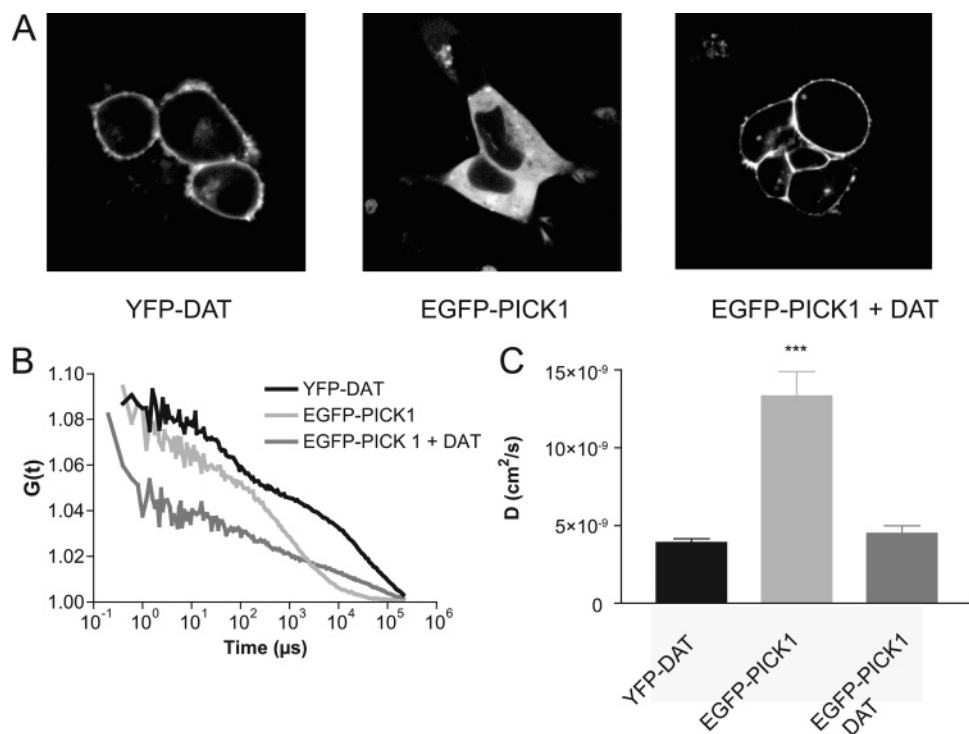 A
YFP-DAT
EGFP-PICK1
EGFP-PICK1 + DAT
B
1.10
1.08
1.06
1.04
1.02
1.00
G(t)
YFP-DAT
EGFP-PICK1
EGFP-PICK 1 + DAT
10⁻¹ 10⁰ 10¹ 10² 10³ 10⁴ 10⁵ 10⁶
Time (µs)
C
***
15×10⁻⁹
10×10⁻⁹
5×10⁻⁹
0
D (cm²/s)
YFP-DAT
EGFP-PICK1
EGFP-PICK1
DAT